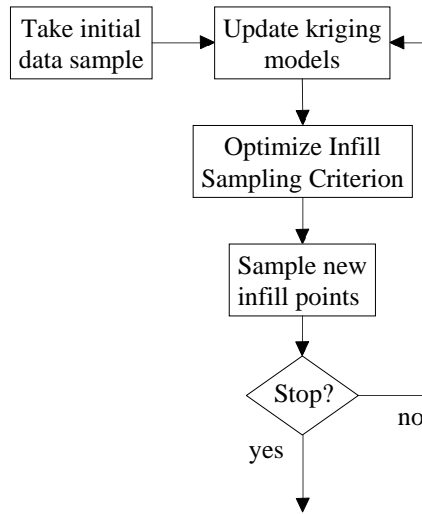 Take initial
data sample
Update kriging
models
Optimize Infill
Sampling Criterion
Sample new
infill points
Stop?
no
yes